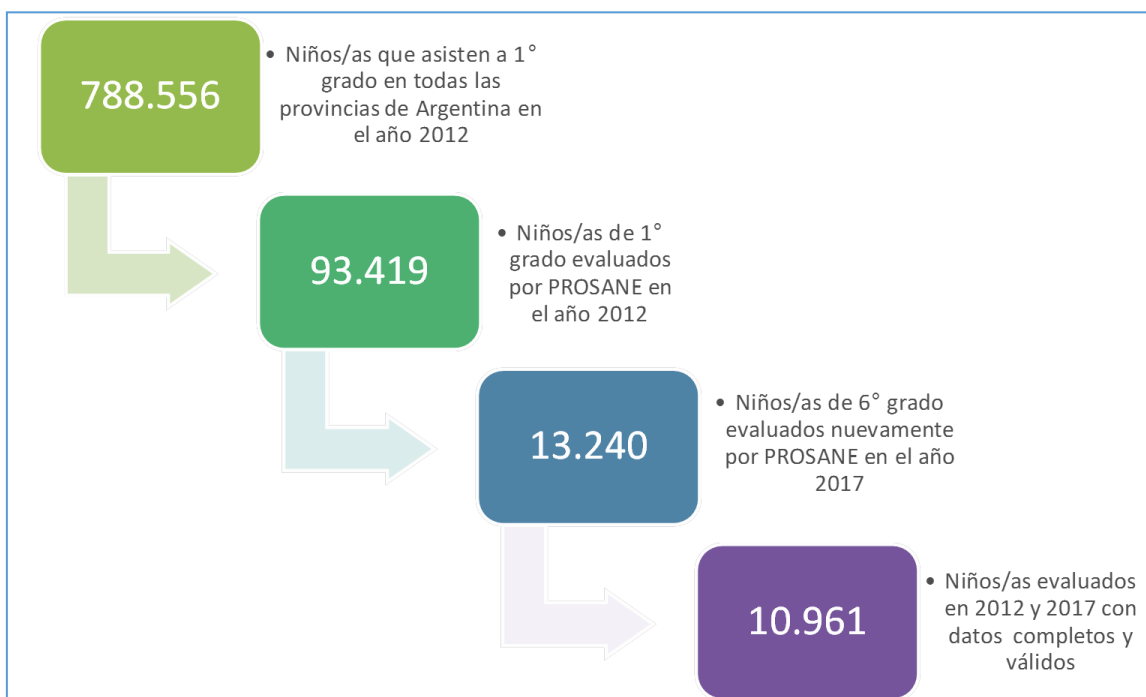 788.556
• Niños/as que asisten a 1°
grado en todas las
provincias de Argentina en
el año 2012
93.419
• Niños/as de 1°
grado evaluados
por PROSANE en
el año 2012
13.240
• Niños/as de 6° grado
evaluados nuevamente
por PROSANE en el año
2017
10.961
• Niños/as evaluados
en 2012 y 2017 con
datos completos y
válidos